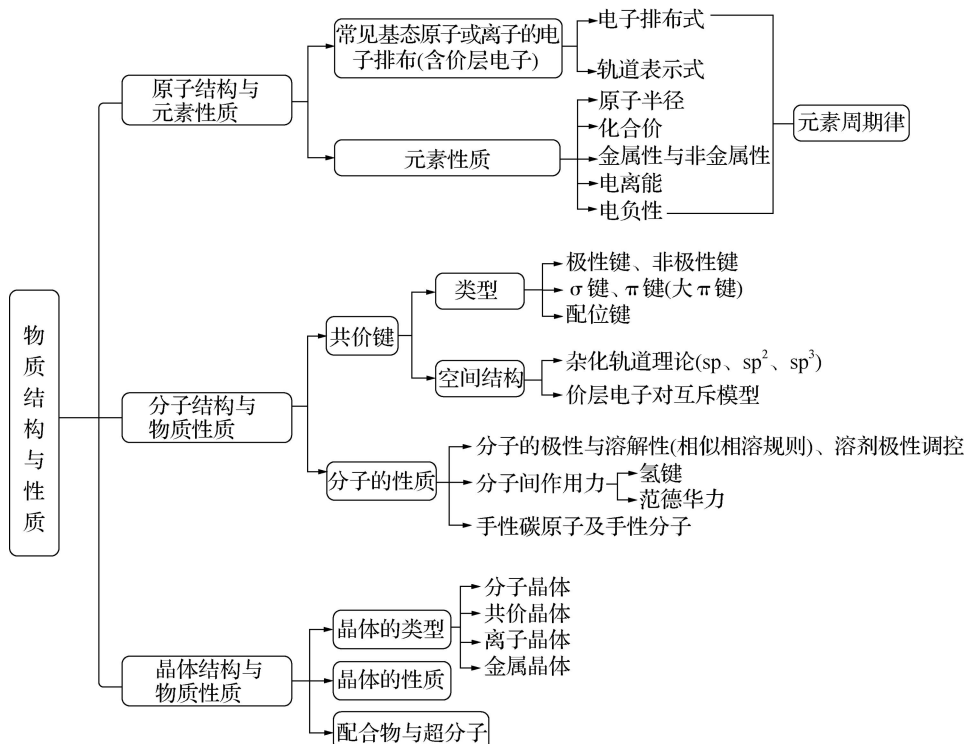 物质结构与性质
原子结构与
元素性质
常见基态原子或离子的电
子排布(含价层电子)
电子排布式
轨道表示式
元素性质
原子半径
化合价
金属性与非金属性
电离能
电负性
元素周期律
分子结构与
物质性质
共价键
类型
极性键、非极性键
σ键、π键(大π键)
配位键
空间结构
杂化轨道理论(sp、sp²、sp³)
价层电子对互斥模型
分子的性质
分子的极性与溶解性(相似相溶规则)、溶剂极性调控
分子间作用力
氢键
范德华力
手性碳原子及手性分子
晶体结构与
物质性质
晶体的类型
分子晶体
共价晶体
离子晶体
金属晶体
晶体的性质
配合物与超分子